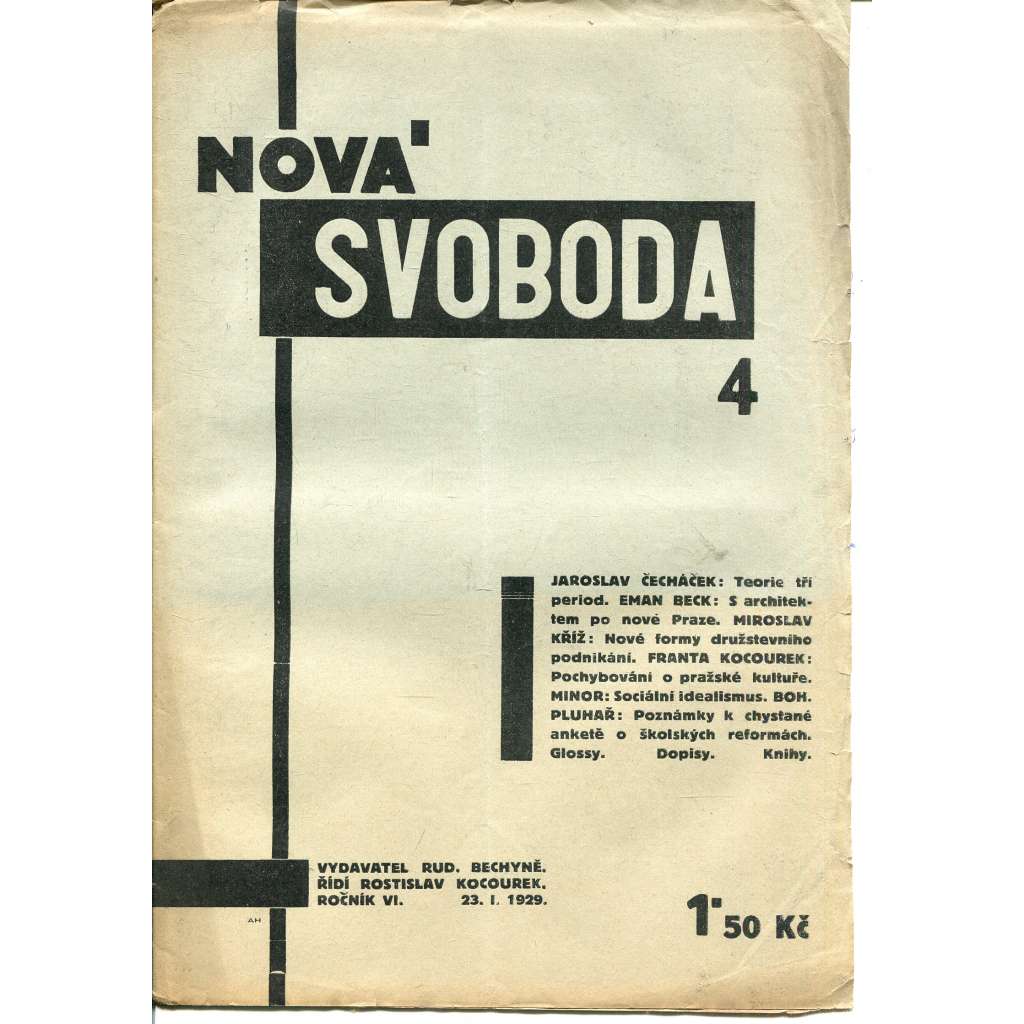 NOVÁ
SVOBODA
4
JAROSLAV ČECHÁČEK: Teorie tří
period. EMAN BECK: S architek-
tem po nové Praze. MIROSLAV
KŘÍŽ: Nové formy družstevního
podnikání. FRANTA KOCOUREK:
Pochybování o pražské kultuře.
MINOR: Sociální idealismus. BOH.
PLUHAŘ: Poznámky k chystané
anketě o školských reformách.
Glossy. Dopisy. Knihy.
VYDAVATEL RUD. BECHYNĚ.
ŘÍDÍ ROSTISLAV KOCOUREK.
ROČNÍK VI. 23. I. 1929.
AH
1·50 Kč